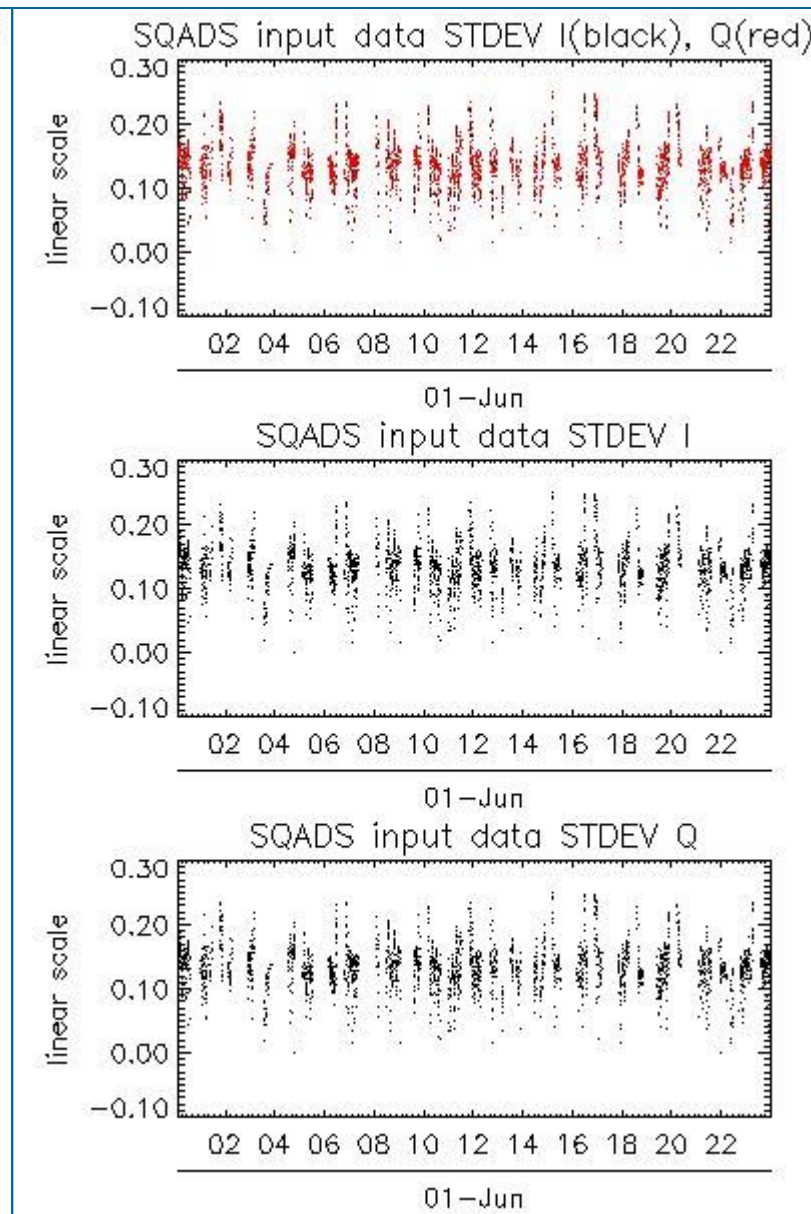 SQADS input data STDEV I(black), Q(red)
0.30
0.20
0.10
0.00
-0.10
linear scale
02 04 06 08 10 12 14 16 18 20 22
01-Jun
SQADS input data STDEV I
0.30
0.20
0.10
0.00
-0.10
linear scale
02 04 06 08 10 12 14 16 18 20 22
01-Jun
SQADS input data STDEV Q
0.30
0.20
0.10
0.00
-0.10
linear scale
02 04 06 08 10 12 14 16 18 20 22
01-Jun